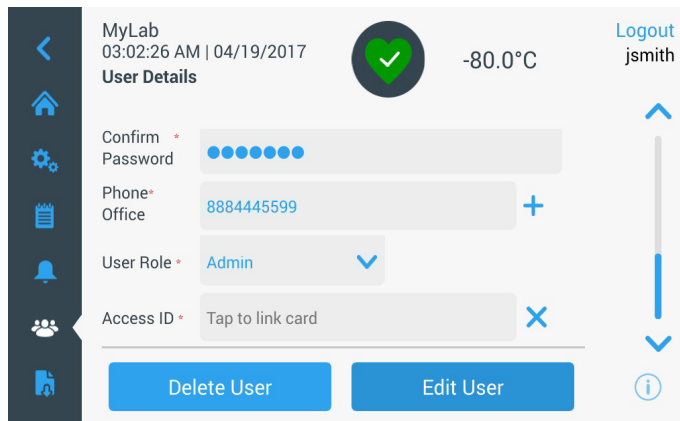 MyLab
03:02:26 AM | 04/19/2017
User Details
-80.0°C
Logout
jsmith
Confirm *
Password
●●●●●●●
Phone*
Office
8884445599
User Role *
Admin
Access ID *
Tap to link card
Delete User
Edit User